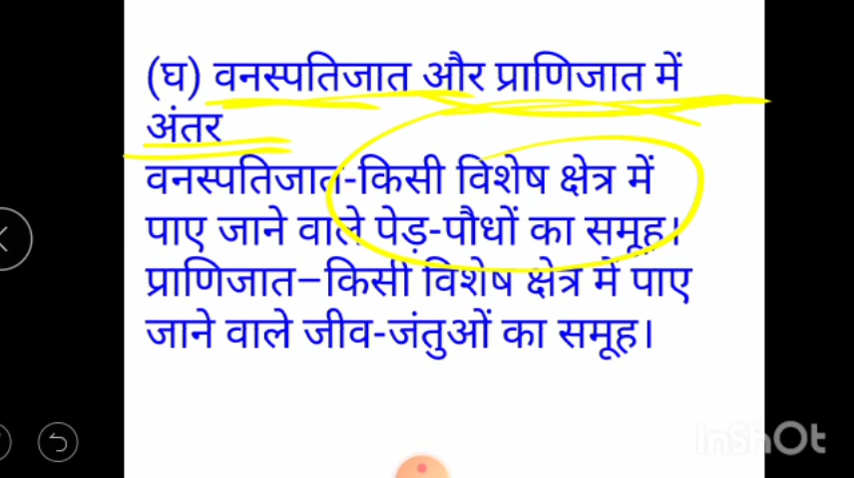 (घ) वनस्पतिजात और प्राणिजात में
अंतर
वनस्पतिजात-किसी विशेष क्षेत्र में
पाए जाने वाले पेड़-पौधों का समूह।
प्राणिजात–किसी विशेष क्षेत्र में पाए
जाने वाले जीव-जंतुओं का समूह।
InShOt